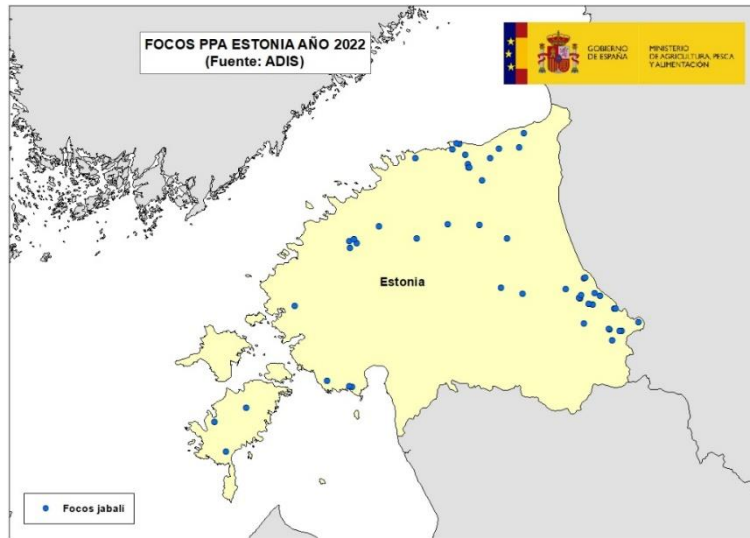 FOCOS PPA ESTONIA AÑO 2022
(Fuente: ADIS)
GOBIERNO
DE ESPAÑA
MINISTERIO
DE AGRICULTURA, PESCA
Y ALIMENTACIÓN
Estonia
Focos jabalí